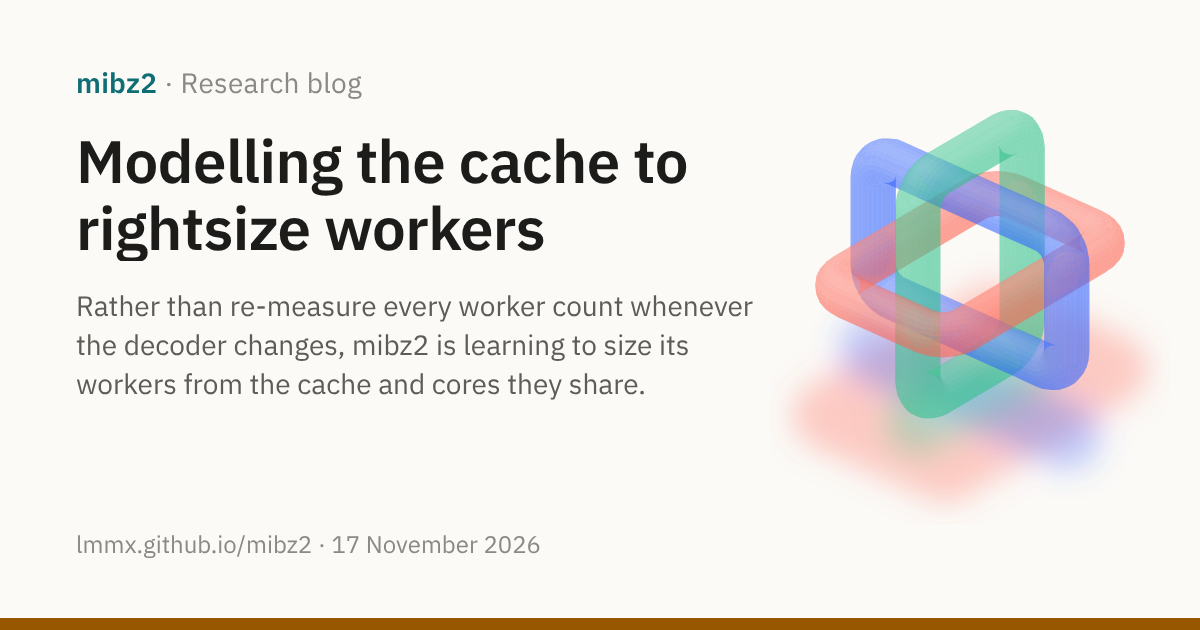 mibz2 · Research blog
Modelling the cache to
rightsize workers
Rather than re-measure every worker count whenever
the decoder changes, mibz2 is learning to size its
workers from the cache and cores they share.
lmmx.github.io/mibz2 · 17 November 2026